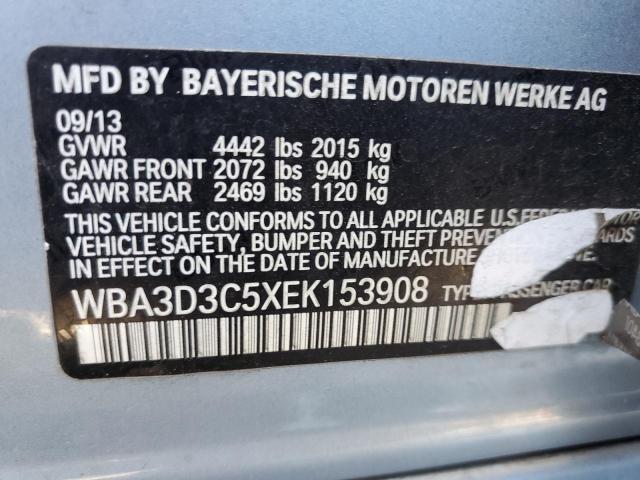 MFD BY BAYERISCHE MOTOREN WERKE AG
09/13
GVWR 4442 lbs 2015 kg
GAWR FRONT 2072 lbs 940 kg
GAWR REAR 2469 lbs 1120 kg
THIS VEHICLE CONFORMS TO ALL APPLICABLE U.S.
VEHICLE SAFETY, BUMPER AND THEFT
IN EFFECT ON THE DATE OF MANUFACTURE
WBA3D3C5XEK153908 CAR